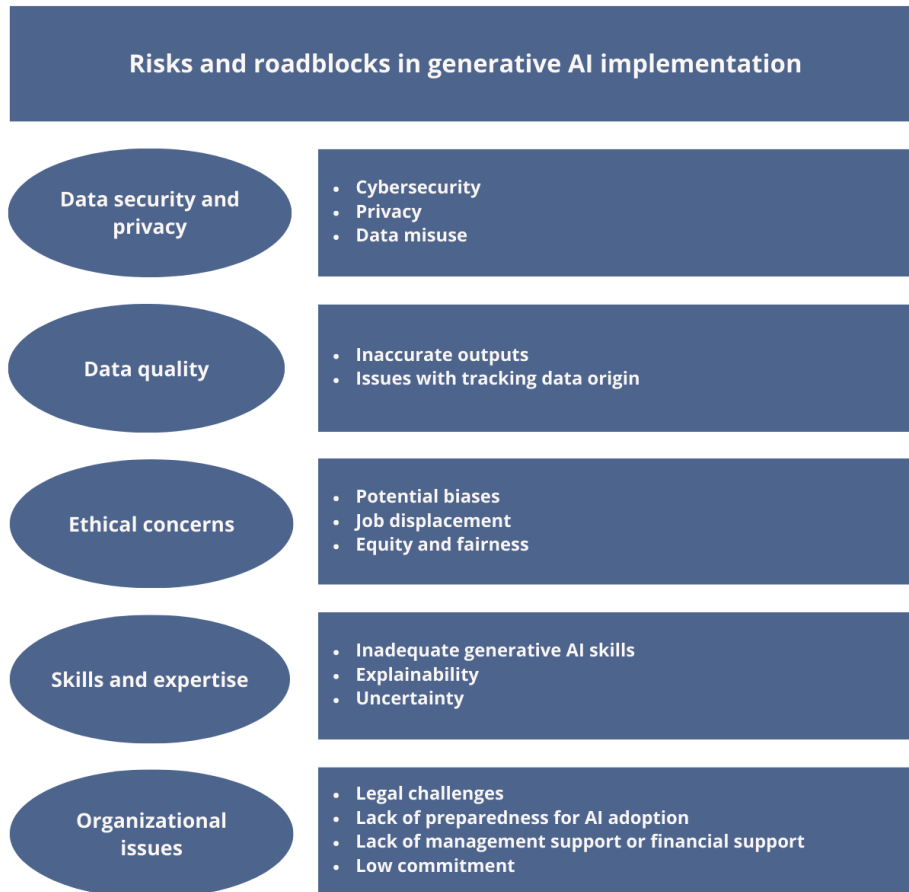 Risks and roadblocks in generative AI implementation
Data security and
privacy
• Cybersecurity
• Privacy
• Data misuse
Data quality
• Inaccurate outputs
• Issues with tracking data origin
Ethical concerns
• Potential biases
• Job displacement
• Equity and fairness
Skills and expertise
• Inadequate generative AI skills
• Explainability
• Uncertainty
Organizational
issues
• Legal challenges
• Lack of preparedness for AI adoption
• Lack of management support or financial support
• Low commitment